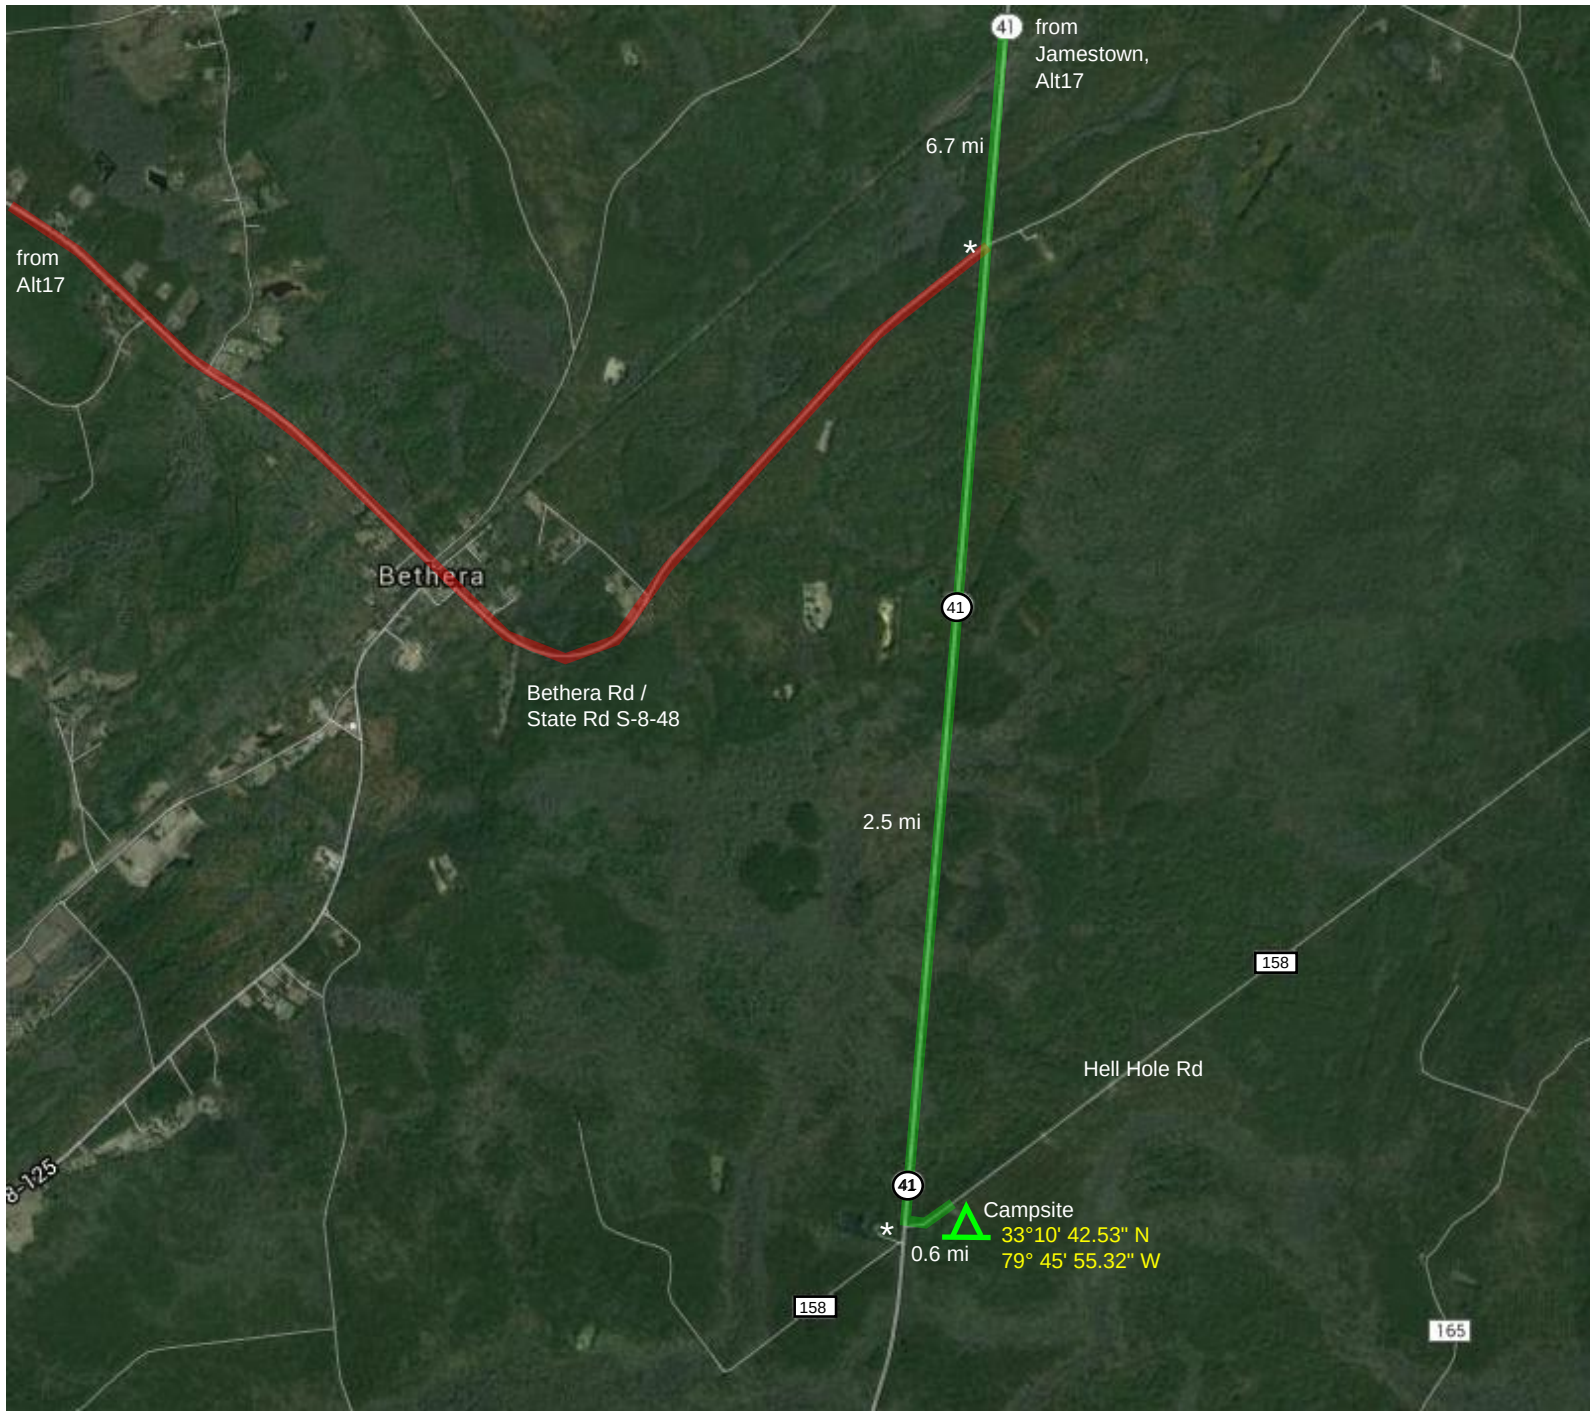 41
from
Jamestown,
Alt17
6.7 mi
*
from
Alt17
Bethera
41
Bethera Rd /
State Rd S-8-48
2.5 mi
158
Hell Hole Rd
8-125
41
Campsite
*
33°10' 42.53" N
0.6 mi
79° 45' 55.32" W
158
165